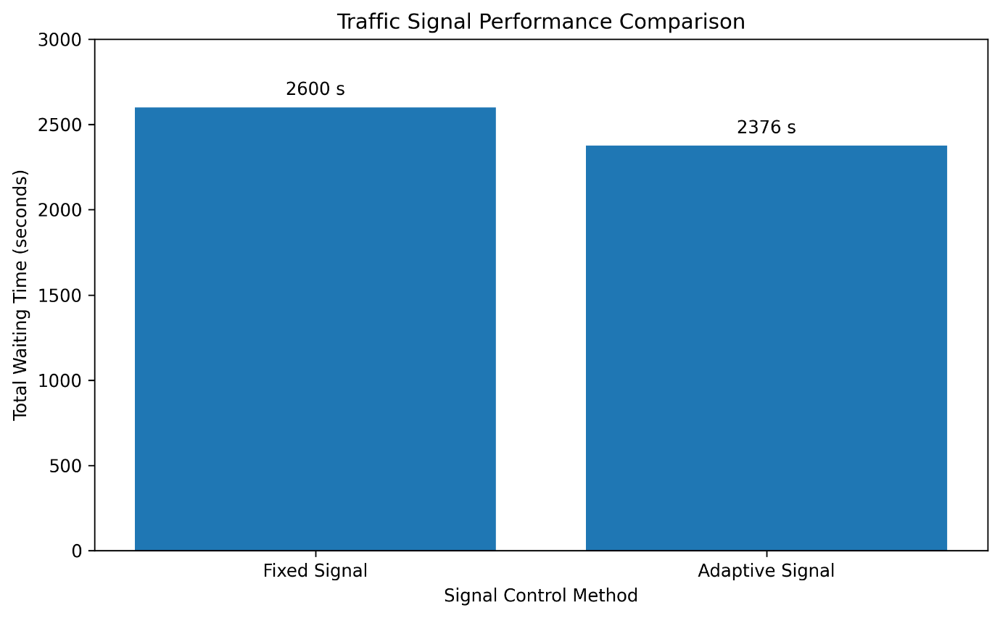 Traffic Signal Performance Comparison
3000
2500
2000
1500
1000
500
0
Total Waiting Time (seconds)
2600 s
2376 s
Fixed Signal
Adaptive Signal
Signal Control Method